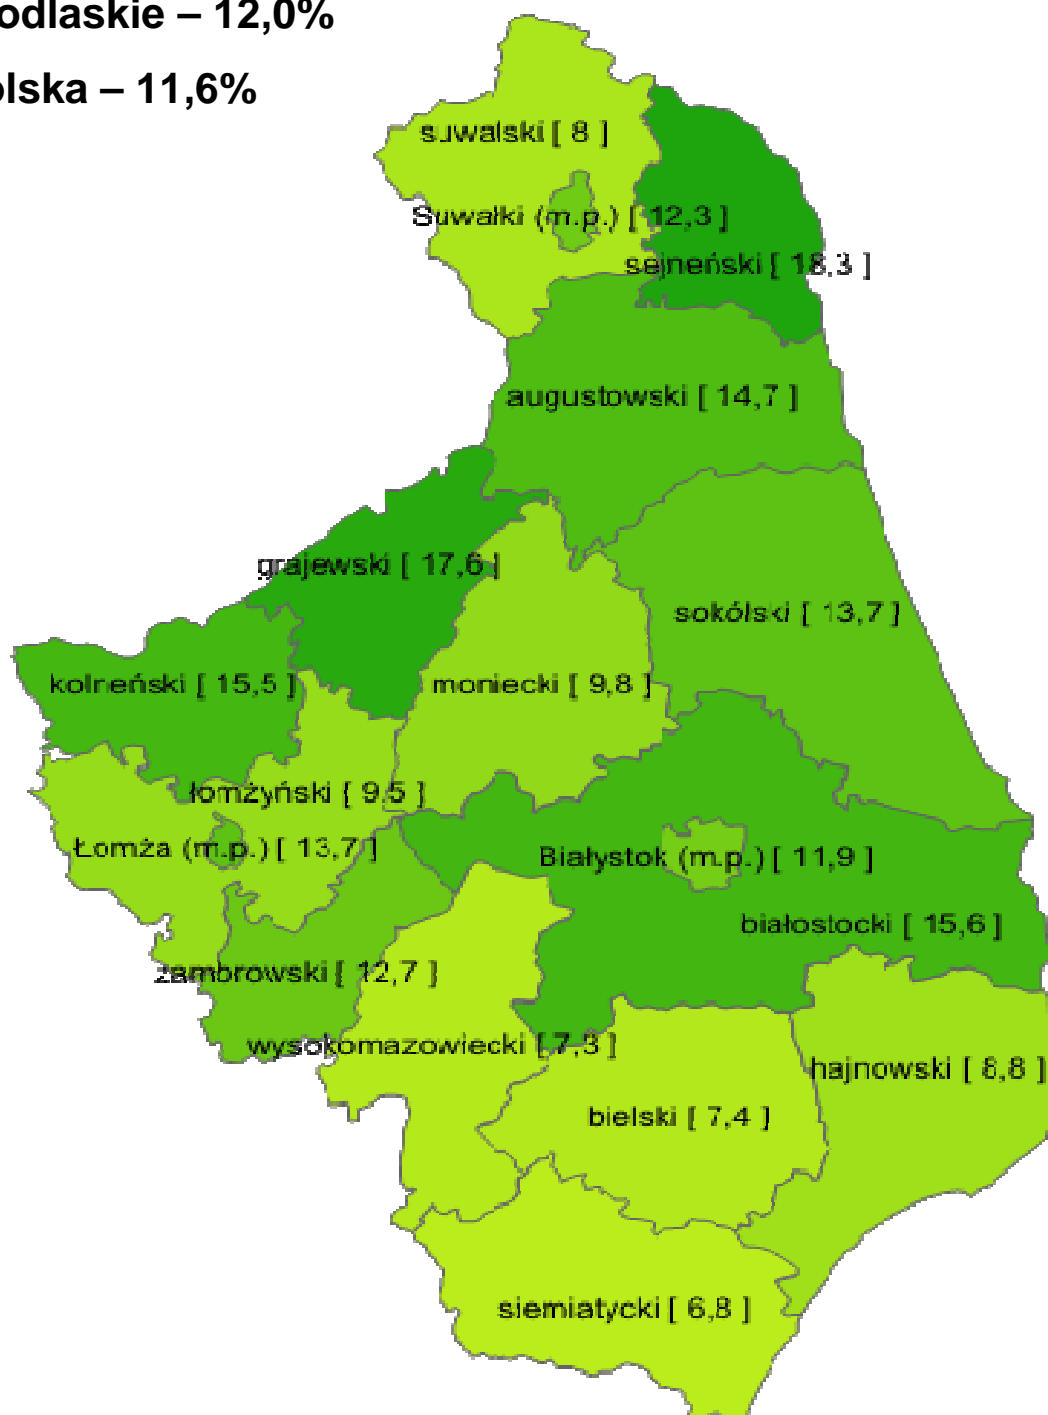 odlaskie – 12,0%
olska – 11,6%
suwalski [ 8 ]
Suwałki (m.p.) [ 12,3 ]
sejneński [ 18,3 ]
augustowski [ 14,7 ]
grajewski [ 17,6 ]
sokólski [ 13,7 ]
kolneński [ 15,5 ]
moniecki [ 9,8 ]
łomżyński [ 9,5 ]
Łomża (m.p.) [ 13,7 ]
Białystok (m.p.) [ 11,9 ]
białostocki [ 15,6 ]
zambrowski [ 12,7 ]
wysokomazowiecki [ 7,3 ]
hajnowski [ 8,8 ]
bielski [ 7,4 ]
siemiatycki [ 6,8 ]